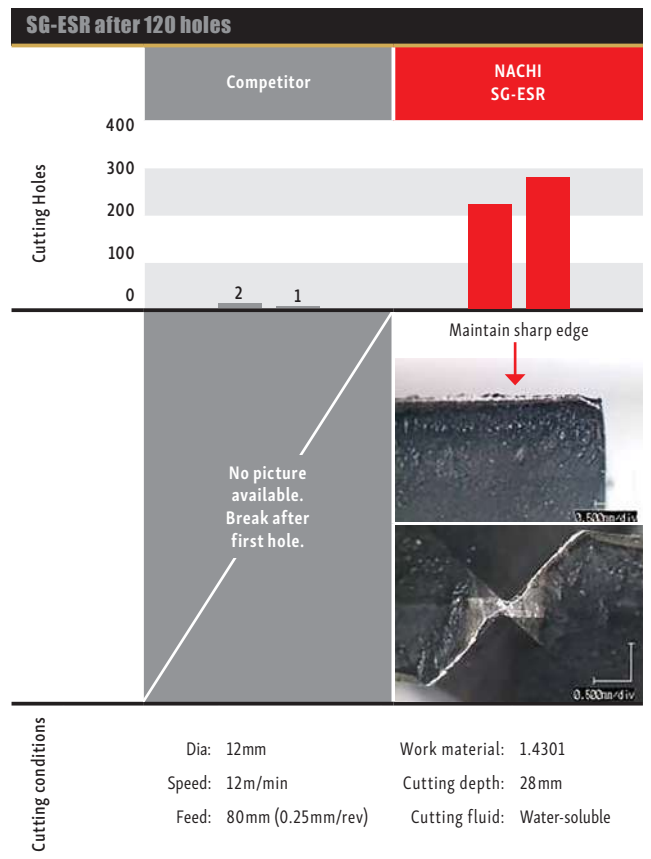 SG-ESR after 120 holes
Competitor
NACHI
SG-ESR
Cutting Holes
400
300
200
100
0
2
1
Maintain sharp edge
No picture
available.
Break after
first hole.
0.500mm/div
0.500mm/div
Cutting conditions
Dia: 12mm
Speed: 12m/min
Feed: 80mm (0.25mm/rev)
Work material: 1.4301
Cutting depth: 28mm
Cutting fluid: Water-soluble